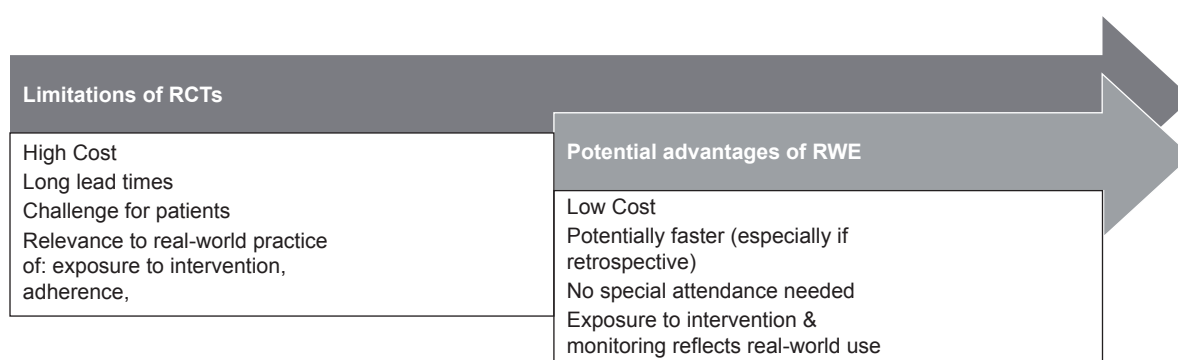 Limitations of RCTs
High Cost
Long lead times
Challenge for patients
Relevance to real-world practice
of: exposure to intervention,
adherence,
Potential advantages of RWE
Low Cost
Potentially faster (especially if
retrospective)
No special attendance needed
Exposure to intervention &
monitoring reflects real-world use